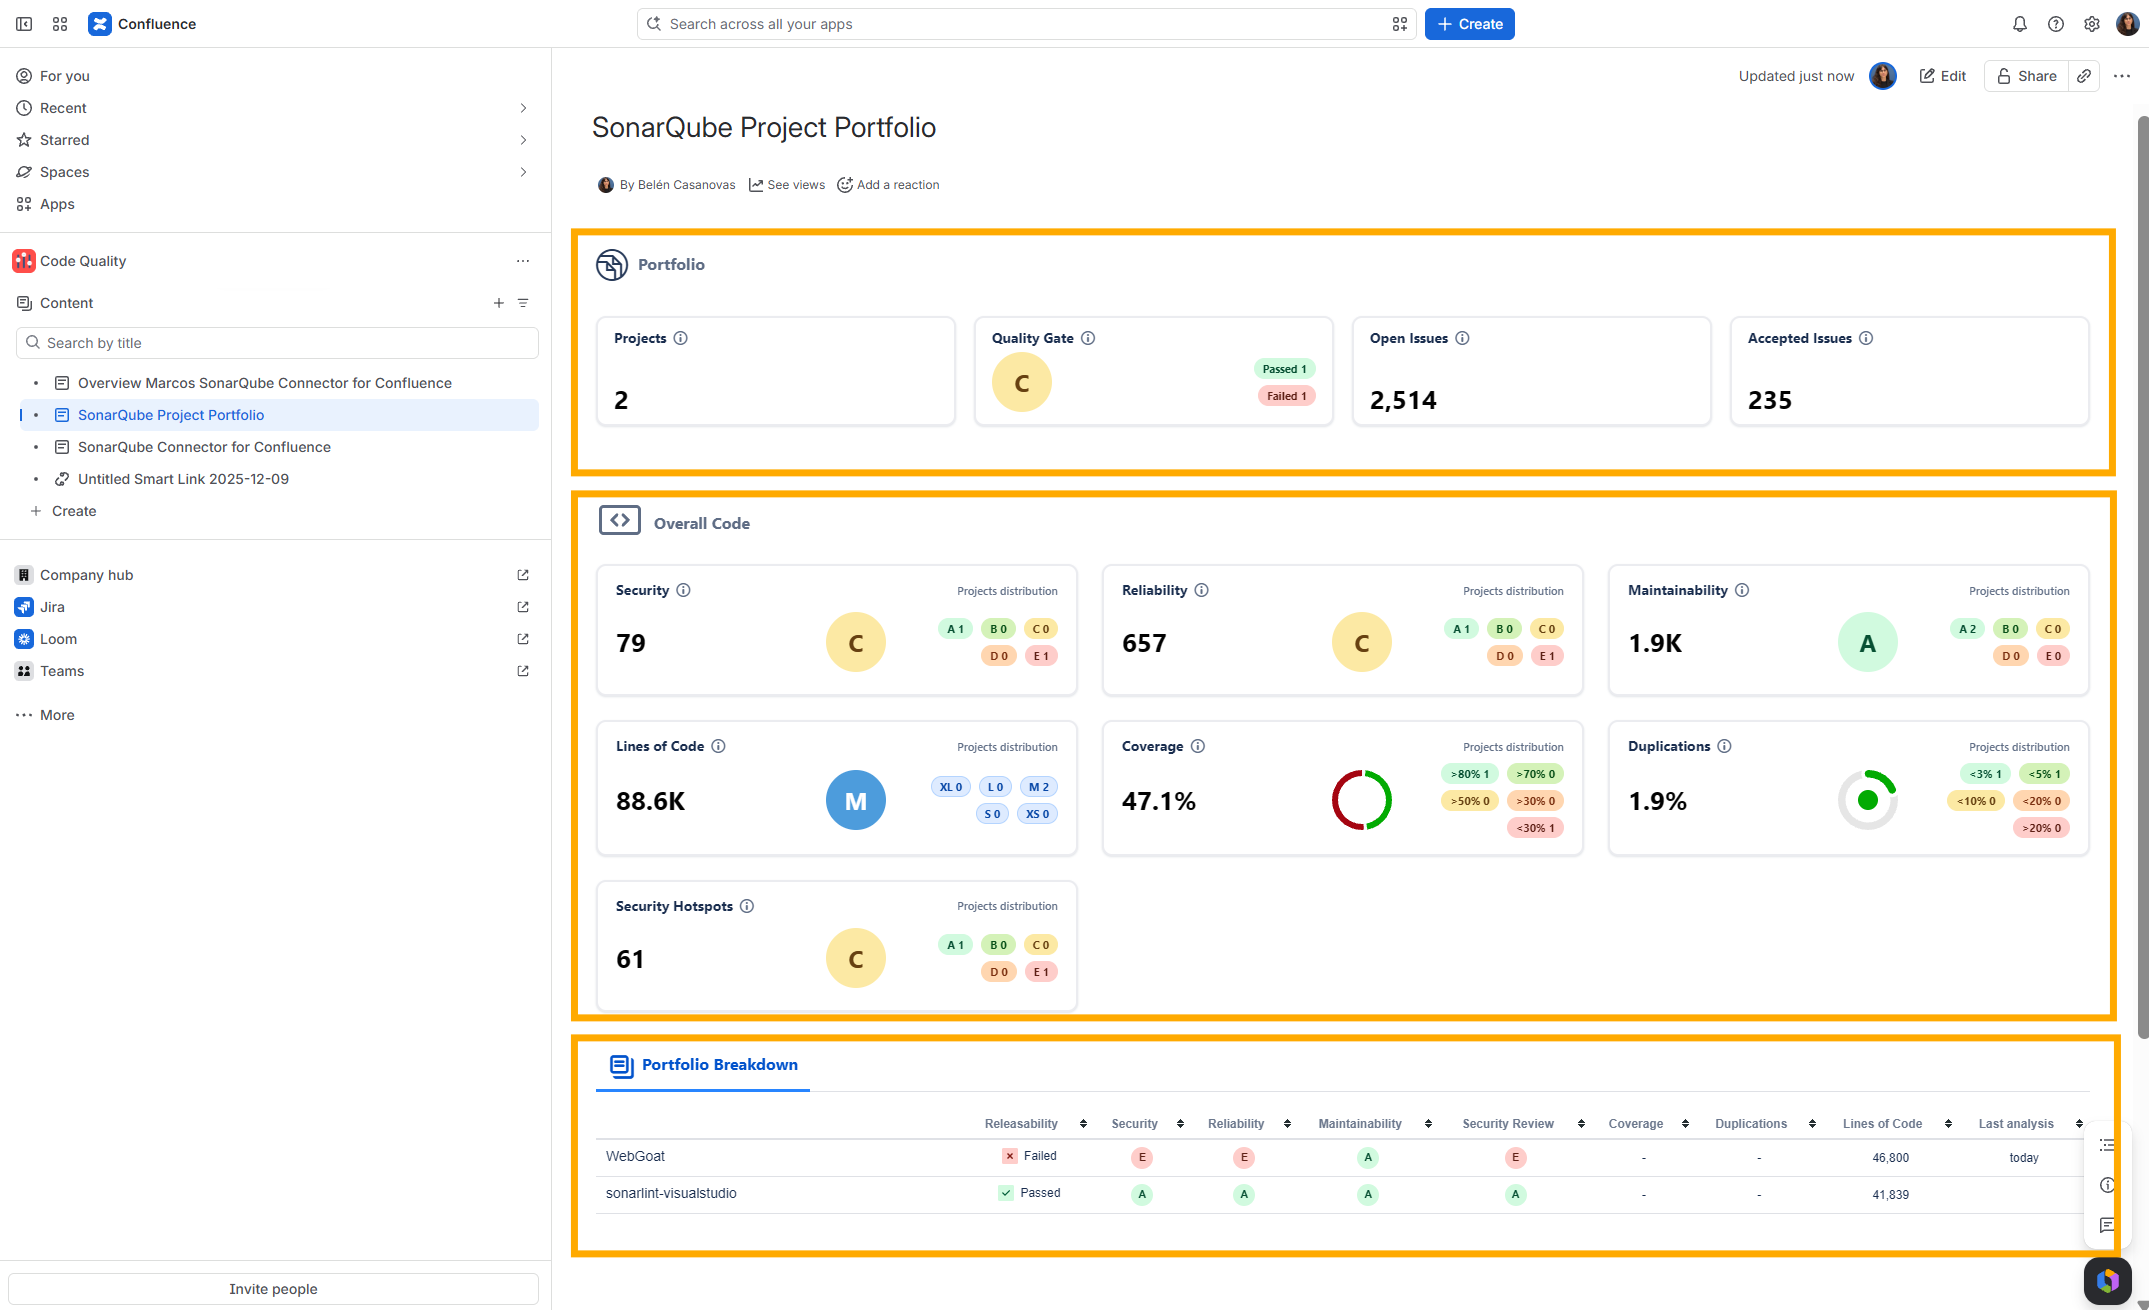 Confluence
Search across all your apps
Create
For you
Recent
Starred
Spaces
Apps
Code Quality
Content
Search by title
Overview Marcos SonarQube Connector for Confluence
SonarQube Project Portfolio
SonarQube Connector for Confluence
Untitled Smart Link 2025-12-09
Create
Company hub
Jira
Loom
Teams
More
Invite people
Updated just now
Edit
Share
SonarQube Project Portfolio
By Belén Casanovas See views Add a reaction
Portfolio
Projects
2
Quality Gate
C
Passed 1
Failed 1
Open Issues
2,514
Accepted Issues
235
Overall Code
Security Projects distribution
79 C
A 1 B 0 C 0
D 0 E 1
Reliability Projects distribution
657 C
A 1 B 0 C 0
D 0 E 1
Maintainability Projects distribution
1.9K A
A 2 B 0 C 0
D 0 E 0
Lines of Code Projects distribution
88.6K M
XL 0 L 0 M 2
S 0 XS 0
Coverage Projects distribution
47.1%
>80% 1 >70% 0
>50% 0 >30% 0
<30% 1
Duplications Projects distribution
1.9%
<3% 1 <5% 1
<10% 0 <20% 0
>20% 0
Security Hotspots Projects distribution
61 C
A 1 B 0 C 0
D 0 E 1
Portfolio Breakdown
Releasability Security Reliability Maintainability Security Review Coverage Duplications Lines of Code Last analysis
WebGoat Failed E E A E - - 46,800 today
sonarlint-visualstudio Passed A A A A - - 41,839